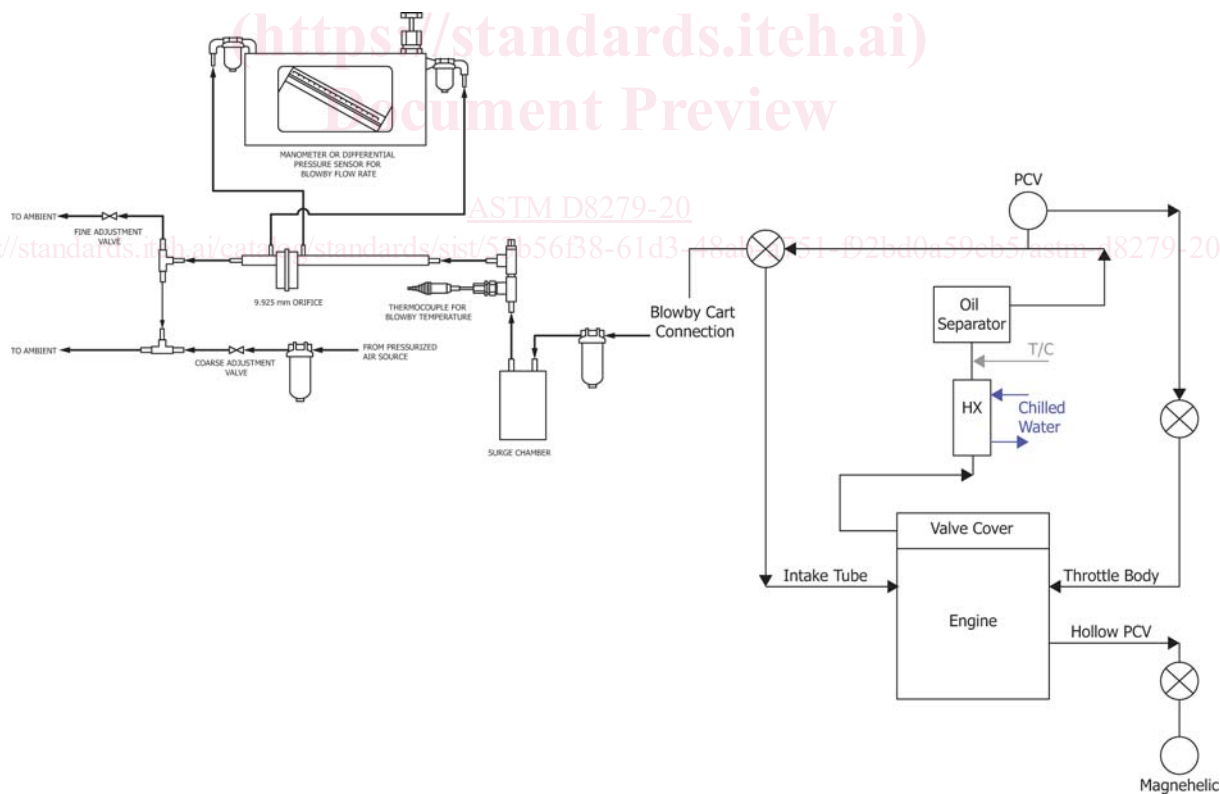 (https://standards.iteh.ai)
Document Preview
MANOMETER OR DIFFERENTIAL
PRESSURE SENSOR FOR
BLOWBY FLOW RATE
PCV
ASTM D8279-20
TO AMBIENT
FINE ADJUSTMENT
VALVE
9.925 mm ORIFICE
THERMOCOUPLE FOR
BLOWBY TEMPERATURE
Blowby Cart
Connection
Oil
Separator
TO AMBIENT
COARSE ADJUSTMENT
VALVE
FROM PRESSURIZED
AIR SOURCE
T/C
HX
Chilled
Water
SURGE CHAMBER
Valve Cover
Intake Tube
Throttle Body
Engine
Hollow PCV
Magnehelic